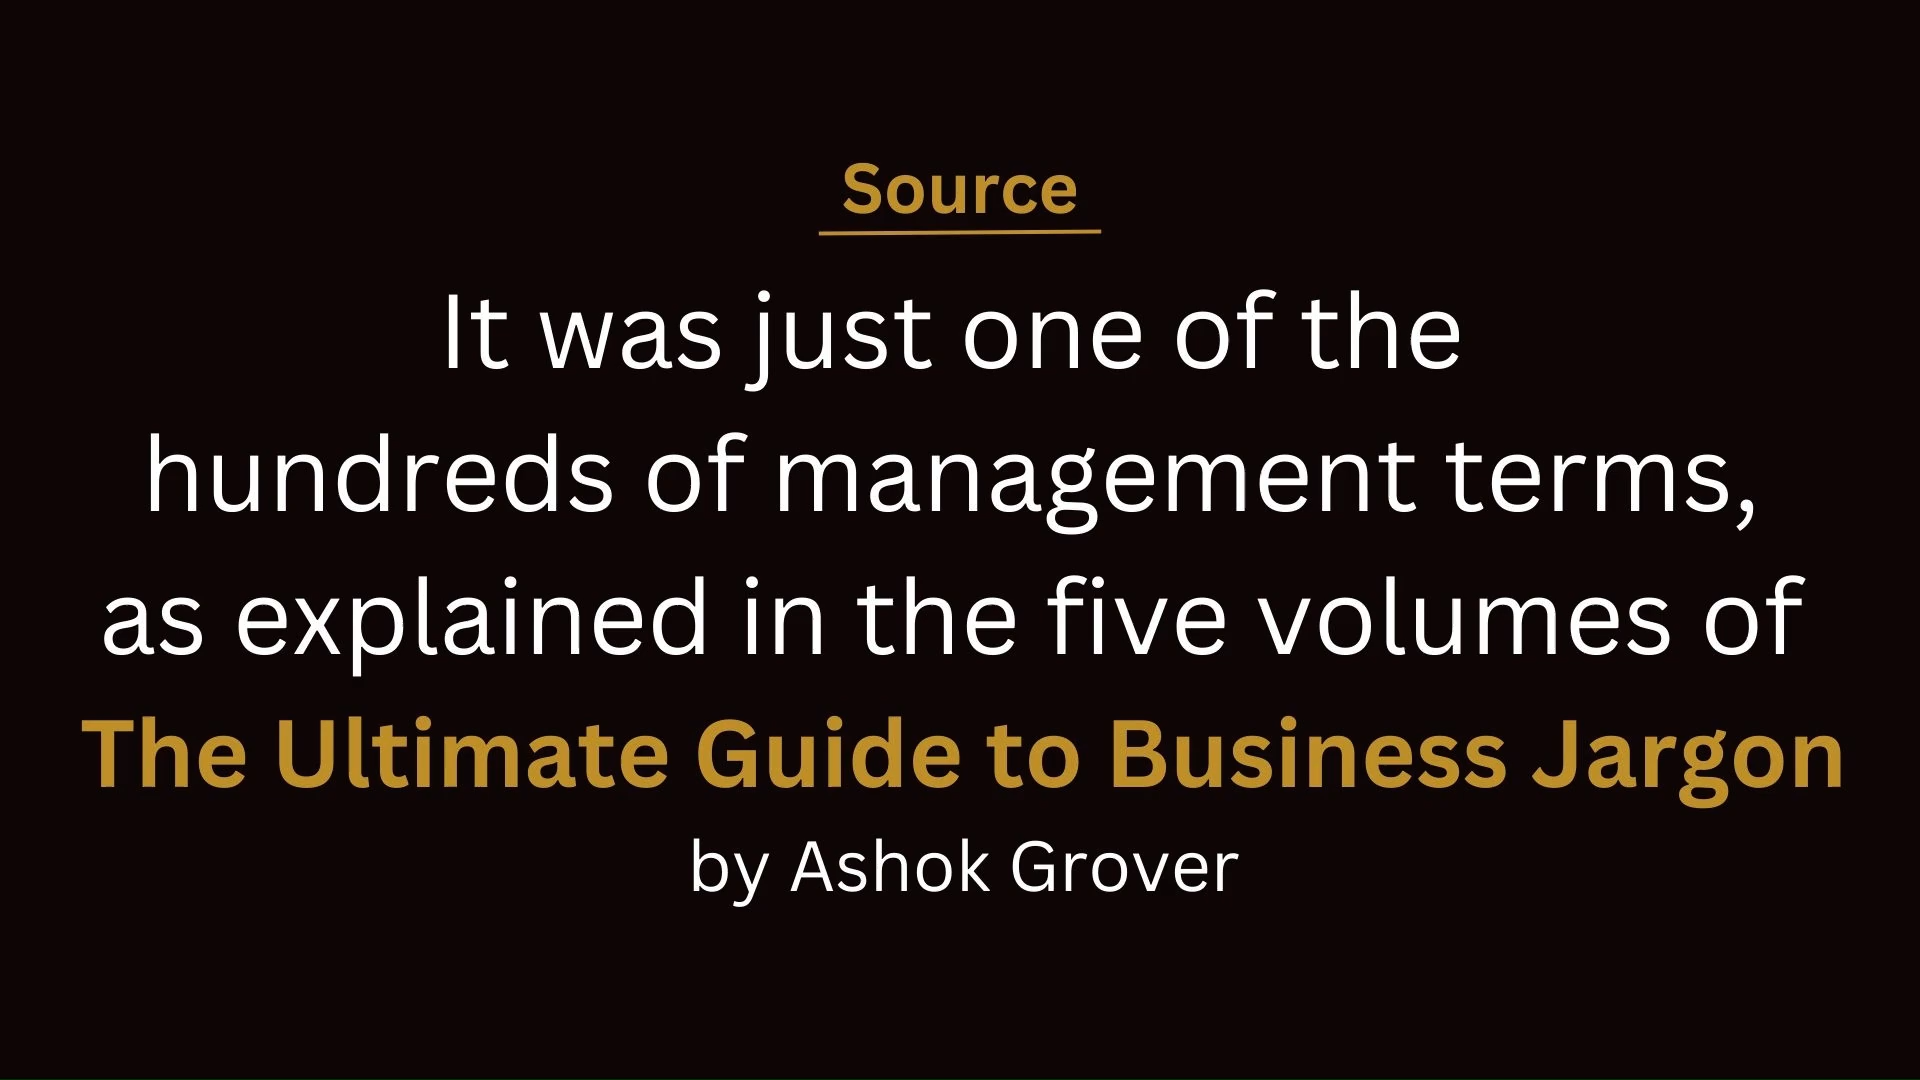 Source
It was just one of the
hundreds of management terms,
as explained in the five volumes of
The Ultimate Guide to Business Jargon
by Ashok Grover